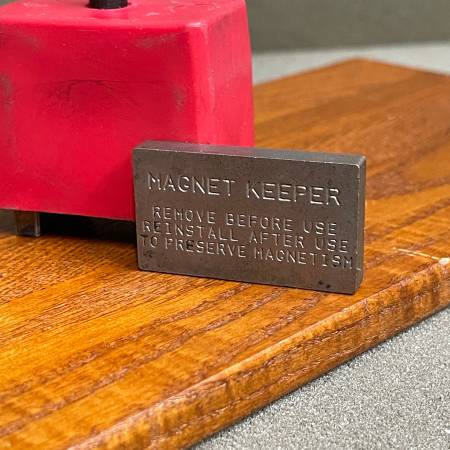 MAGNET KEEPER
REMOVE BEFORE USE
REINSTALL AFTER USE
TO PRESERVE MAGNETISM